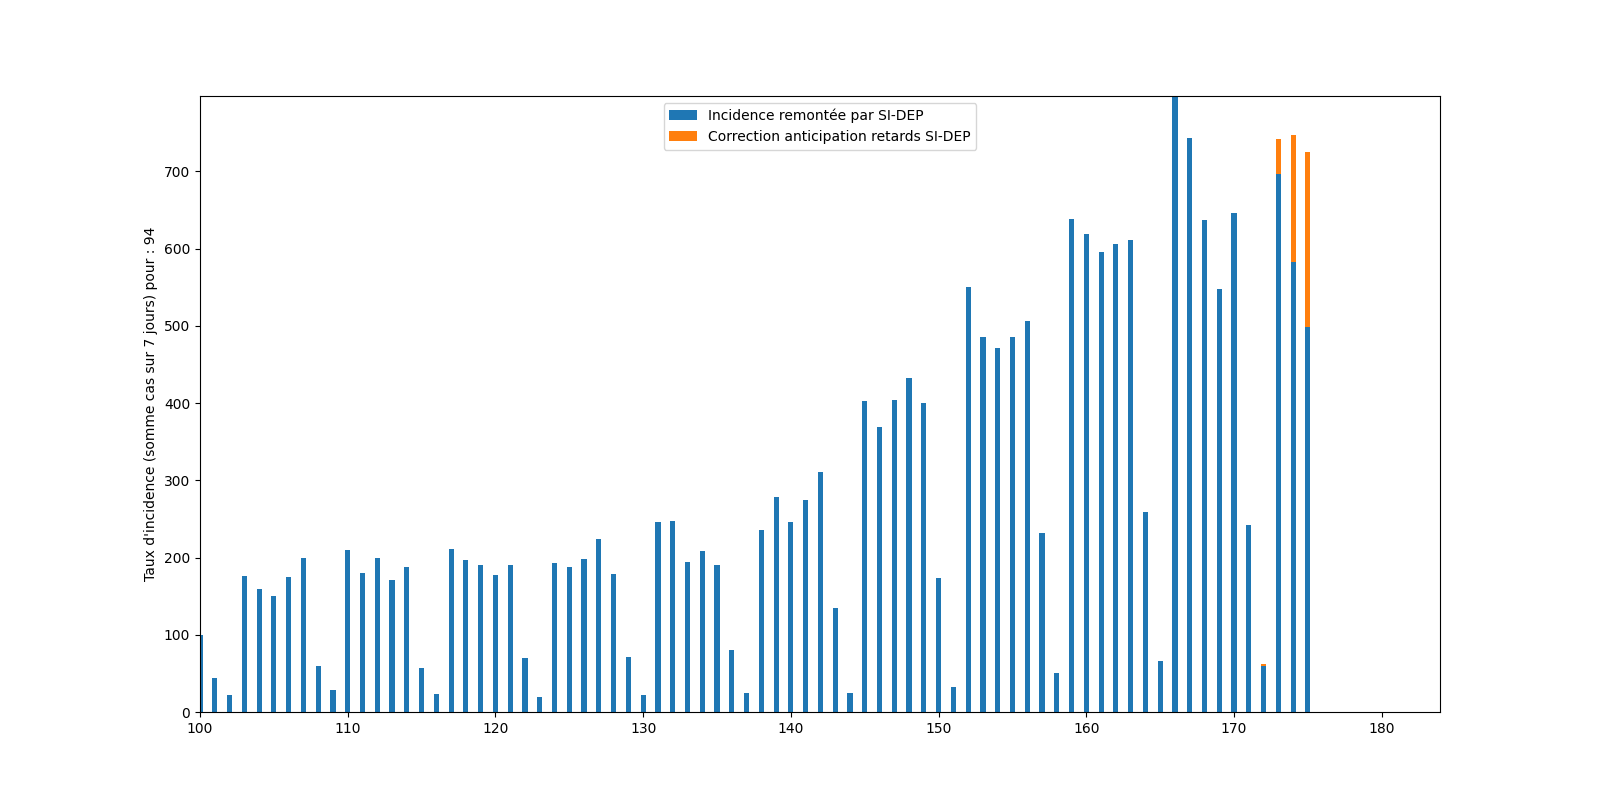 Incidence remontée par SI-DEP
Correction anticipation retards SI-DEP
Taux d'incidence (somme cas sur 7 jours) pour : 94
700
600
500
400
300
200
100
0
100 110 120 130 140 150 160 170 180